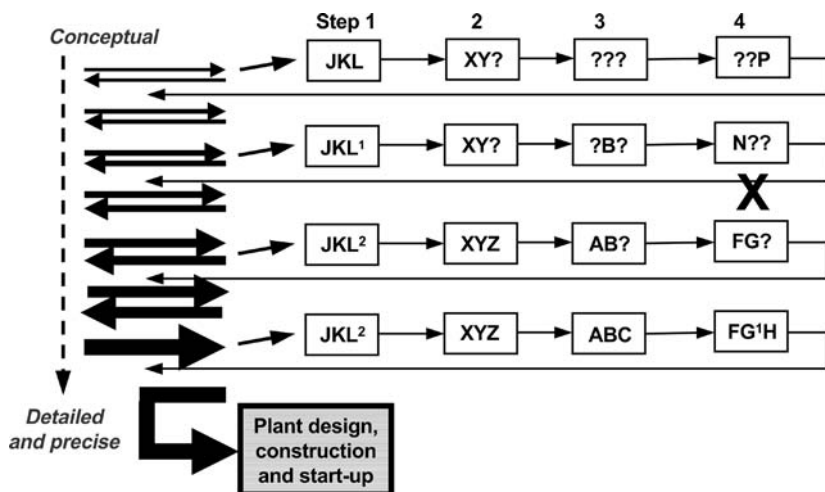 Step 1 2 3 4
Conceptual
JKL XY? ??? ??P
JKL¹ XY? ?B? N??
X
JKL² XYZ AB? FG?
JKL² XYZ ABC FG¹H
Detailed
and precise
Plant design,
construction
and start-up